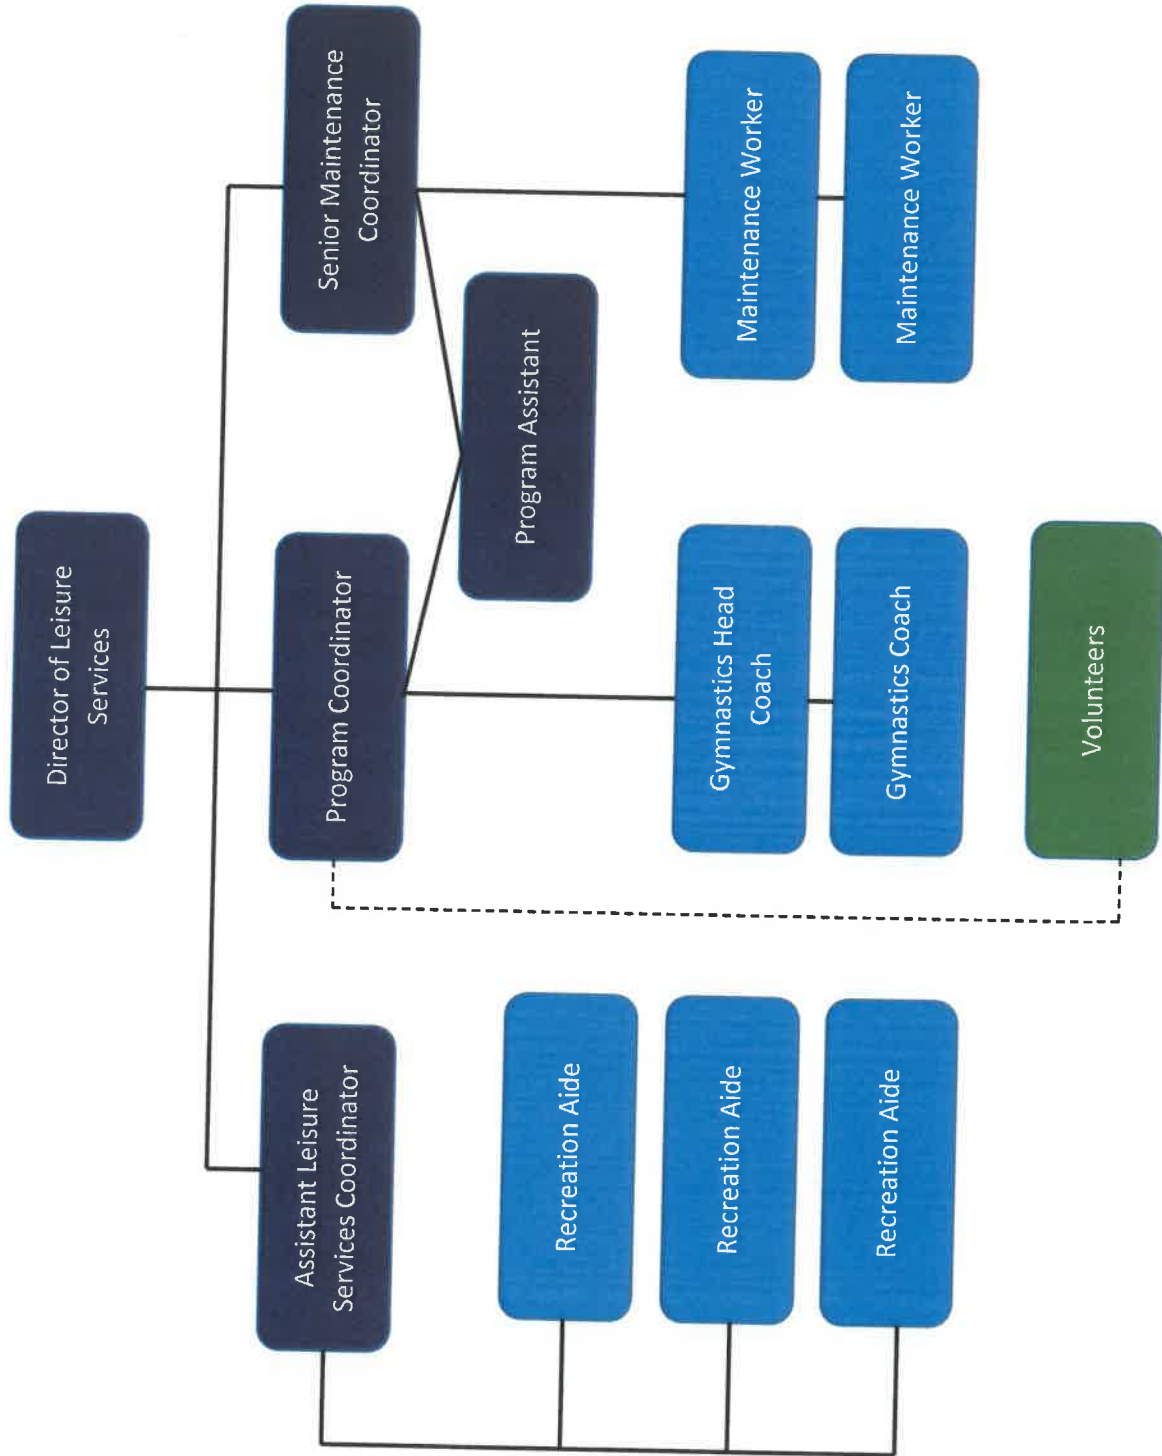 Director of Leisure
Services
Assistant Leisure
Services Coordinator
Program Coordinator
Senior Maintenance
Coordinator
Program Assistant
Recreation Aide
Recreation Aide
Recreation Aide
Gymnastics Head
Coach
Gymnastics Coach
Maintenance Worker
Maintenance Worker
Volunteers